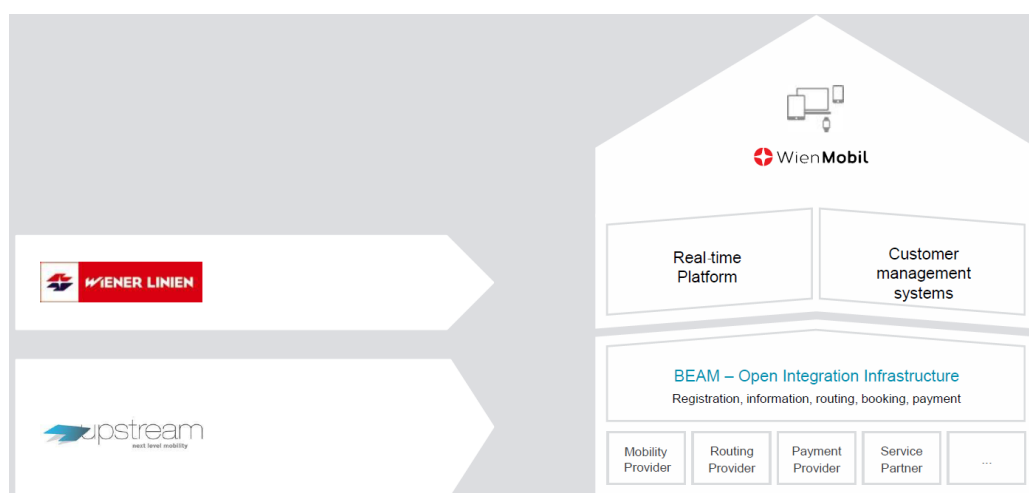 WienMobil
Real-time
Platform
Customer
management
systems
WIENER LINIEN
BEAM – Open Integration Infrastructure
Registration, information, routing, booking, payment
upstream
next level mobility
Mobility
Provider
Routing
Provider
Payment
Provider
Service
Partner
...